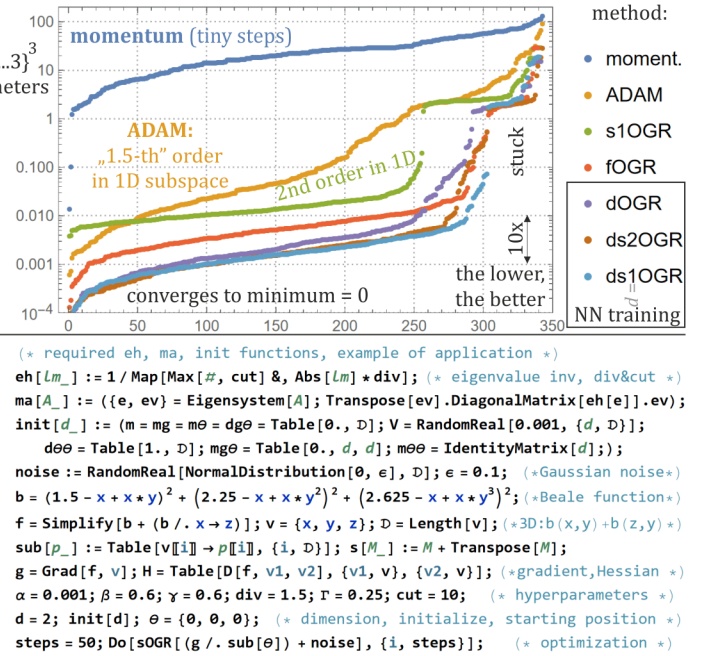 method:
momentum (tiny steps)
...3}³
meters
100
10
1
0.100
0.010
0.001
10⁻⁴
ADAM:
„1.5-th" order
in 1D subspace
2nd order in 1D
stuck
10x
converges to minimum = 0
the lower,
the better
0 50 100 150 200 250 300 350
moment.
ADAM
s1OGR
fOGR
dOGR
ds2OGR
ds1OGR
d =
NN training
(* required eh, ma, init functions, example of application *)
eh[lm_] := 1 / Map[Max[#, cut] &, Abs[lm] * div]; (* eigenvalue inv, div&cut *)
ma[A_] := ({e, ev} = Eigensystem[A]; Transpose[ev].DiagonalMatrix[eh[e]].ev);
init[d_] := (m = mg = mθ = dgθ = Table[0., D]; V = RandomReal[0.001, {d, D}];
dθθ = Table[1., D]; mgθ = Table[0., d, d]; mθθ = IdentityMatrix[d];);
noise := RandomReal[NormalDistribution[0, ϵ], D]; ϵ = 0.1; (*Gaussian noise*)
b = (1.5 - x + x * y)² + (2.25 - x + x * y²)² + (2.625 - x + x * y³)²; (*Beale function*)
f = Simplify[b + (b /. x → z)]; v = {x, y, z}; D = Length[v]; (*3D:b(x,y)+b(z,y)*)
sub[p_] := Table[v〚i〛 → p〚i〛, {i, D}]; s[M_] := M + Transpose[M];
g = Grad[f, v]; H = Table[D[f, v1, v2], {v1, v}, {v2, v}]; (*gradient,Hessian *)
α = 0.001; β = 0.6; γ = 0.6; div = 1.5; Γ = 0.25; cut = 10; (* hyperparameters *)
d = 2; init[d]; θ = {0, 0, 0}; (* dimension, initialize, starting position *)
steps = 50; Do[sOGR[(g /. sub[θ]) + noise], {i, steps}]; (* optimization *)